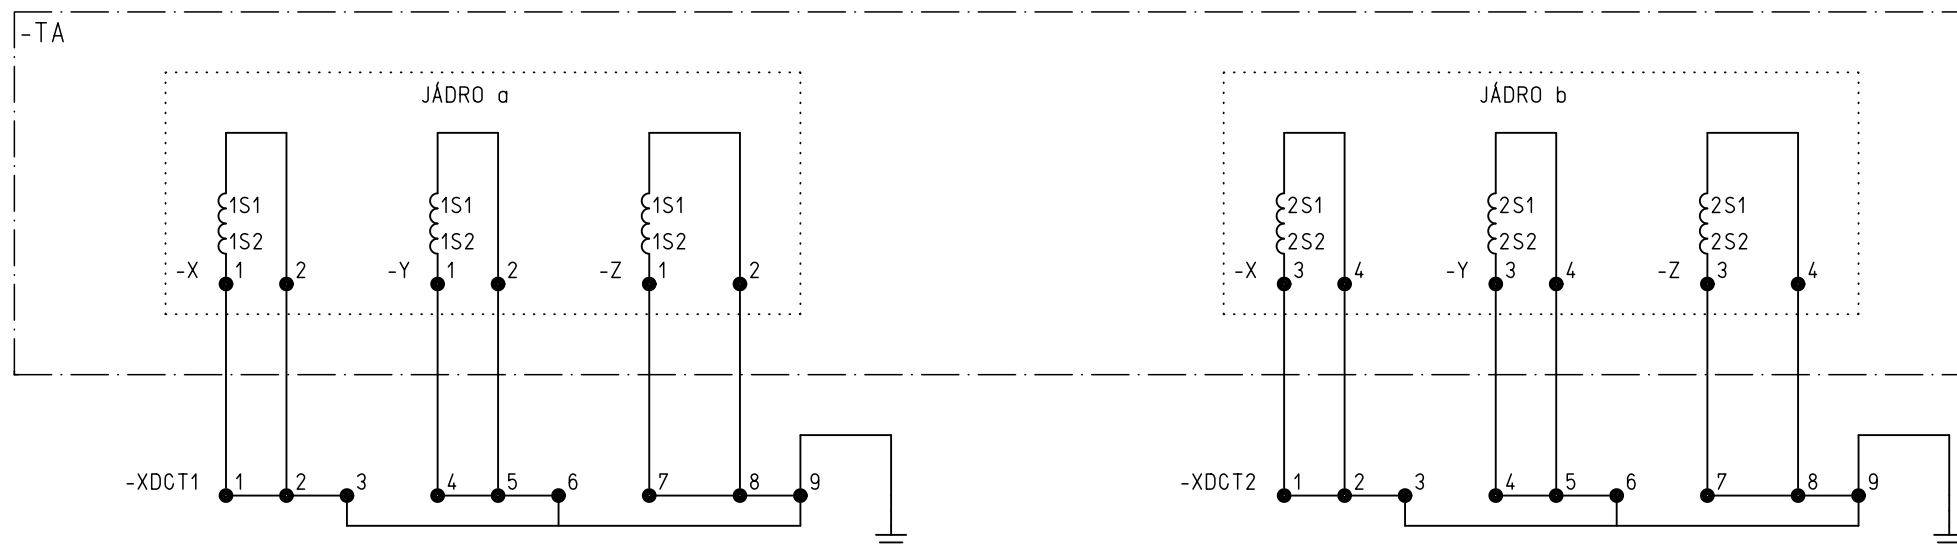 -TA
JÁDRO a JÁDRO b
1S1 1S1 1S1 2S1 2S1 2S1
1S2 1S2 1S2 2S2 2S2 2S2
-X 1 2 -Y 1 2 -Z 1 2 -X 3 4 -Y 3 4 -Z 3 4
-XDCT1 1 2 3 4 5 6 7 8 9 -XDCT2 1 2 3 4 5 6 7 8 9